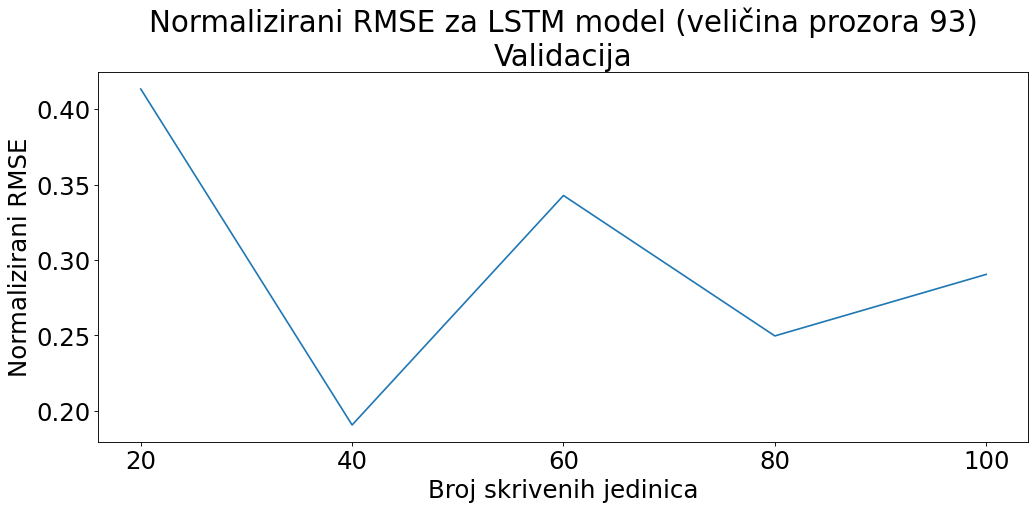 Normalizirani RMSE za LSTM model (veličina prozora 93)
Validacija
Normalizirani RMSE
0.40
0.35
0.30
0.25
0.20
20 40 60 80 100
Broj skrivenih jedinica